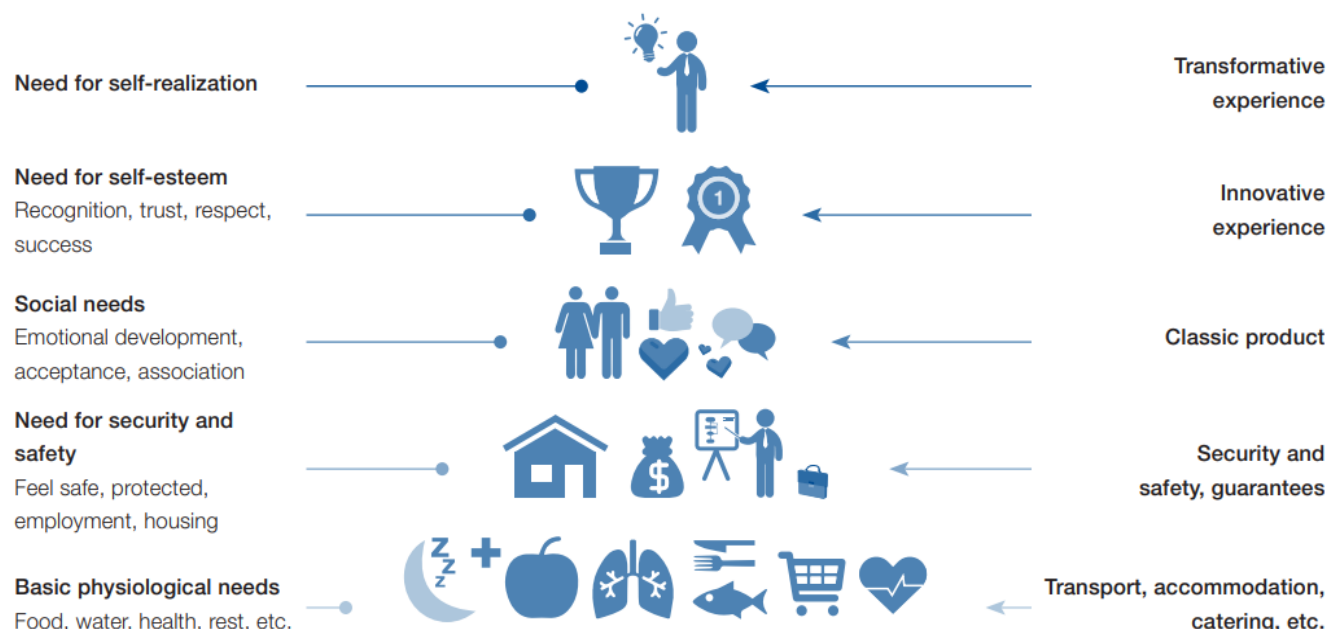 Need for self-realization
Transformative
experience
Need for self-esteem
Recognition, trust, respect,
success
1
Innovative
experience
Social needs
Emotional development,
acceptance, association
Classic product
Need for security and
safety
Feel safe, protected,
employment, housing
$
Security and
safety, guarantees
z
z
z
Basic physiological needs
Food, water, health, rest, etc.
Transport, accommodation,
catering, etc.